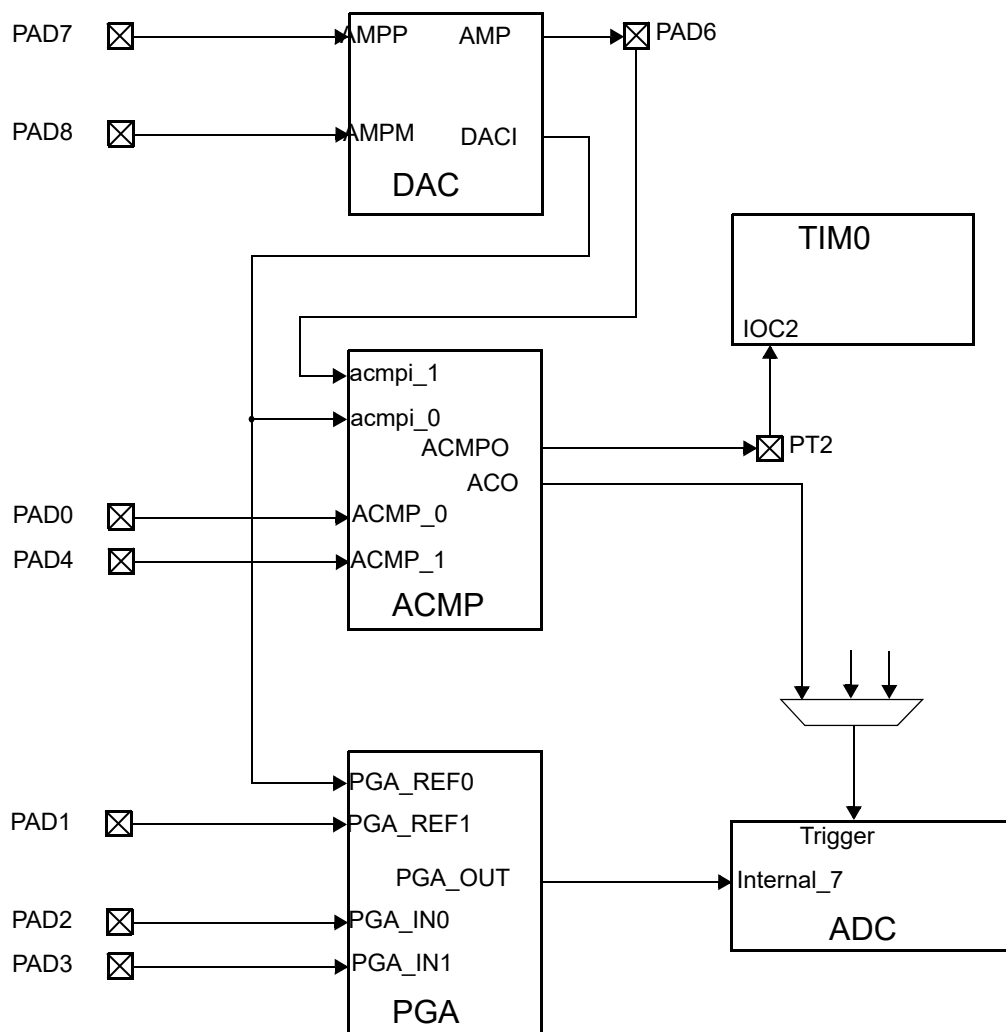 PAD7
AMPP
AMP
PAD6
PAD8
AMPM
DACI
DAC
TIM0
IOC2
acmpi_1
acmpi_0
ACMPO
PT2
ACO
PAD0
ACMP_0
PAD4
ACMP_1
ACMP
PGA_REF0
PAD1
PGA_REF1
Trigger
PGA_OUT
Internal_7
PAD2
PGA_IN0
ADC
PAD3
PGA_IN1
PGA